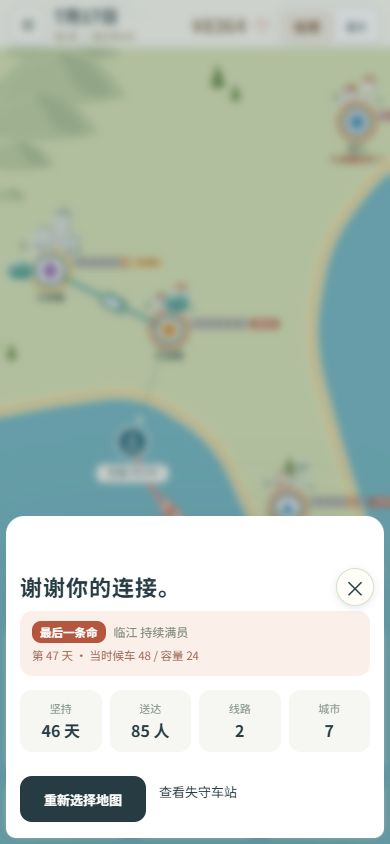 谢谢你的连接。
最后一条命 临江 持续满员
第 47 天 · 当时候车 48 / 容量 24
坚持 送达 线路 城市
46 天 85 人 2 7
重新选择地图 查看失守车站